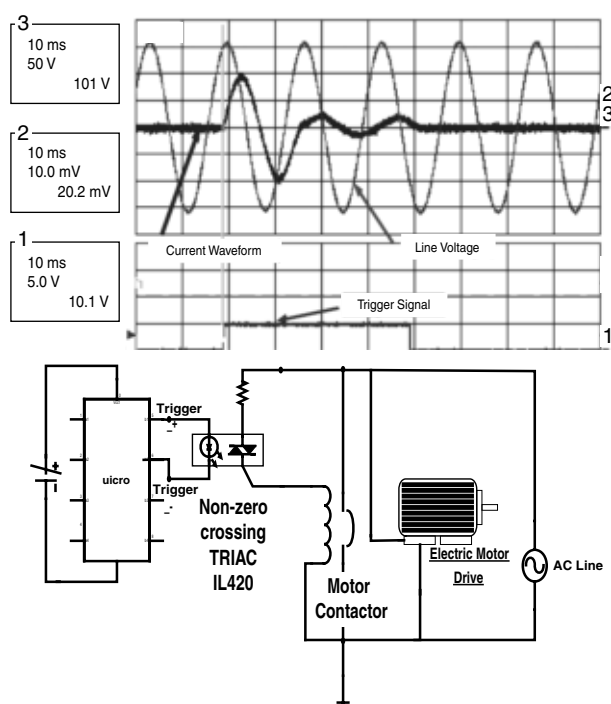 3
10 ms
50 V
101 V
2
10 ms
10.0 mV
20.2 mV
2
3
Current Waveform
Line Voltage
1
10 ms
5.0 V
10.1 V
Trigger Signal
1
Trigger
+
–
+
–
uicro
Trigger
Non-zero
crossing
TRIAC
IL420
Motor
Contactor
Electric Motor
Drive
AC Line